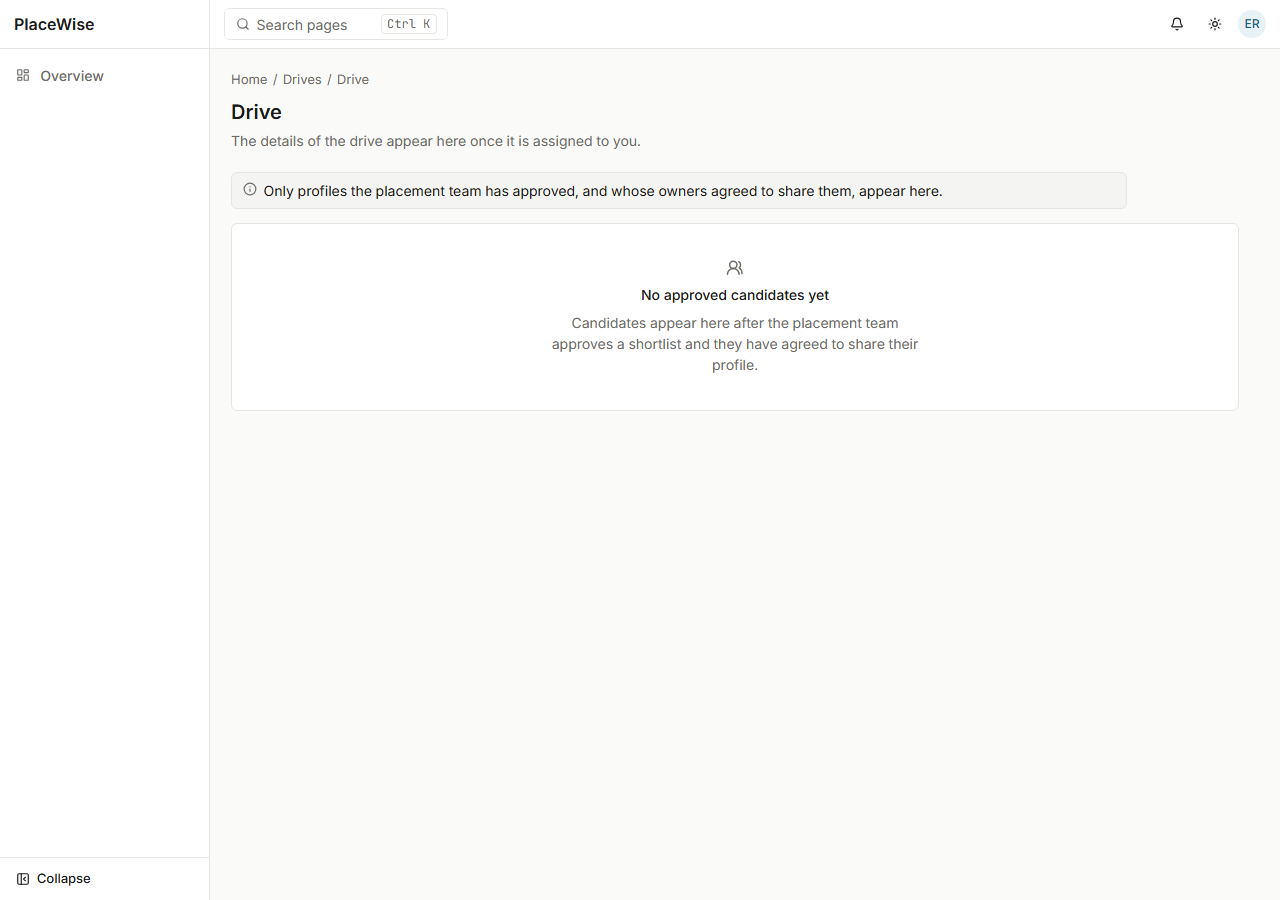 PlaceWise
Search pages
Ctrl K
ER
Overview
Home / Drives / Drive
Drive
The details of the drive appear here once it is assigned to you.
Only profiles the placement team has approved, and whose owners agreed to share them, appear here.
No approved candidates yet
Candidates appear here after the placement team
approves a shortlist and they have agreed to share their
profile.
Collapse